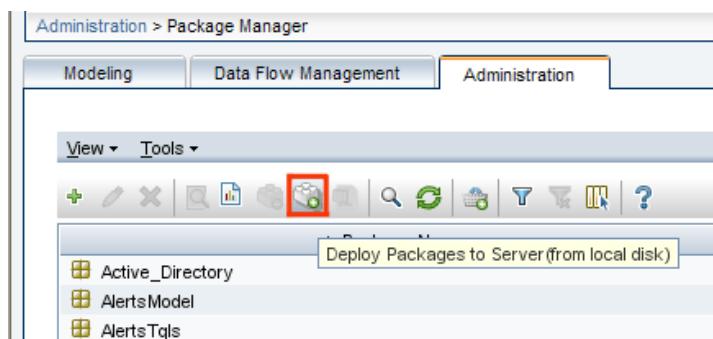 Administration > Package Manager
Modeling Data Flow Management Administration
View Tools
Deploy Packages to Server(from local disk)
Active_Directory
AlertsModel
AlertsTqls